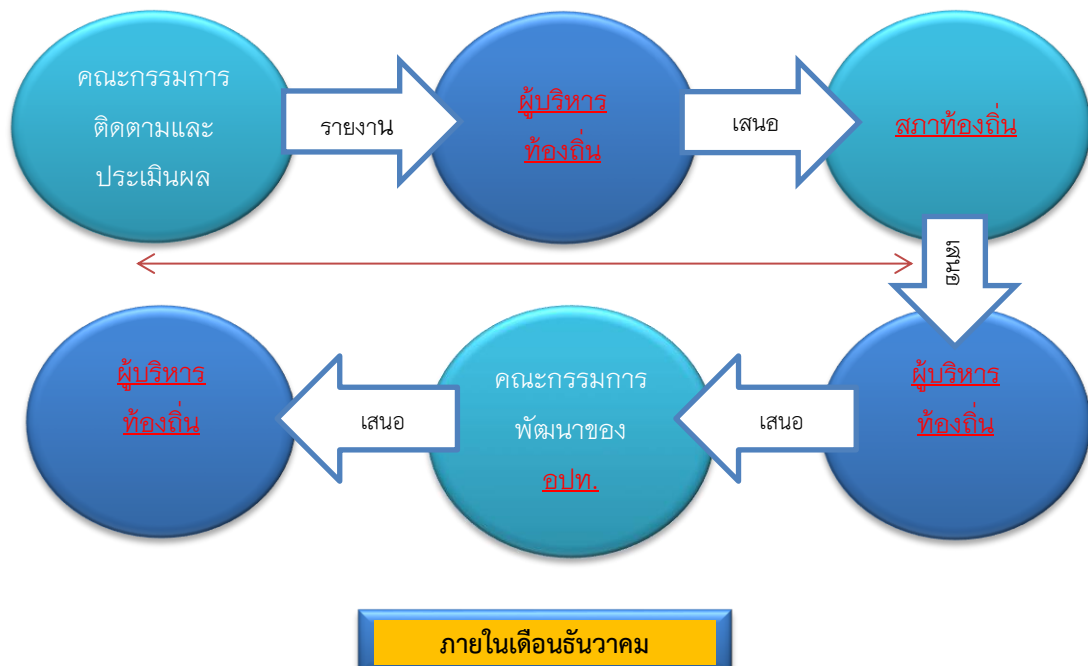 คณะกรรมการ
ติดตามและ
ประเมินผล
รายงาน
ผู้บริหาร
ท้องถิ่น
เสนอ
สภาท้องถิ่น
เสนอ
ผู้บริหาร
ท้องถิ่น
เสนอ
คณะกรรมการ
พัฒนาของ
อปท.
เสนอ
ผู้บริหาร
ท้องถิ่น
ภายในเดือนธันวาคม